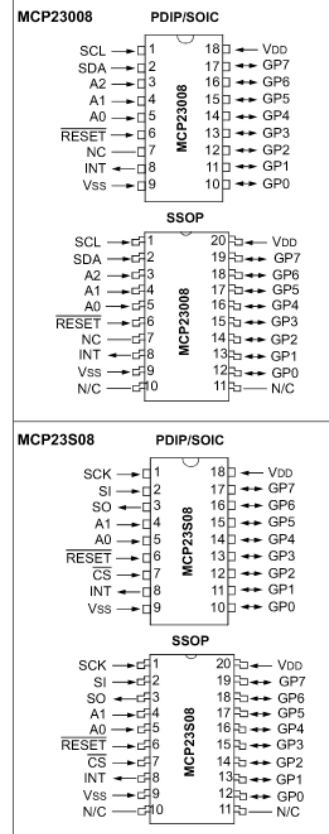 MCP23008 PDIP/SOIC
SCL 1 18 VDD
SDA 2 17 GP7
A2 3 16 GP6
A1 4 15 GP5
A0 5 14 GP4
RESET 6 13 GP3
NC 7 12 GP2
INT 8 11 GP1
VSS 9 10 GP0
MCP23008
SSOP
SCL 1 20 VDD
SDA 2 19 GP7
A2 3 18 GP6
A1 4 17 GP5
A0 5 16 GP4
RESET 6 15 GP3
NC 7 14 GP2
INT 8 13 GP1
VSS 9 12 GP0
N/C 10 11 N/C
MCP23008
MCP23S08 PDIP/SOIC
SCK 1 18 VDD
SI 2 17 GP7
SO 3 16 GP6
A1 4 15 GP5
A0 5 14 GP4
RESET 6 13 GP3
CS 7 12 GP2
INT 8 11 GP1
VSS 9 10 GP0
MCP23S08
SSOP
SCK 1 20 VDD
SI 2 19 GP7
SO 3 18 GP6
A1 4 17 GP5
A0 5 16 GP4
RESET 6 15 GP3
CS 7 14 GP2
INT 8 13 GP1
VSS 9 12 GP0
N/C 10 11 N/C
MCP23S08